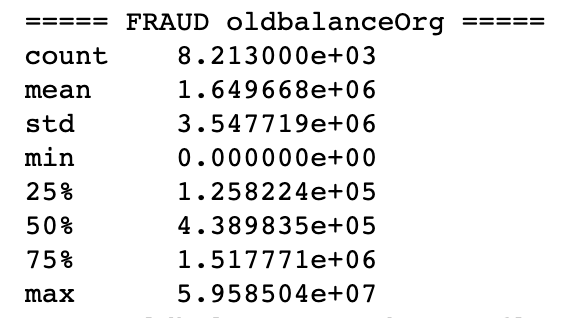 ===== FRAUD oldbalanceOrg =====
count 8.213000e+03
mean 1.649668e+06
std 3.547719e+06
min 0.000000e+00
25% 1.258224e+05
50% 4.389835e+05
75% 1.517771e+06
max 5.958504e+07